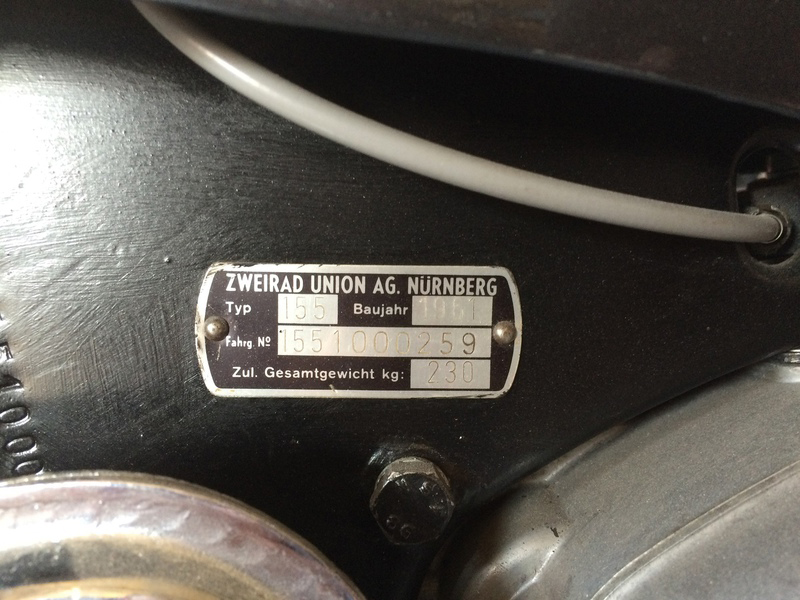 ZWEIRAD UNION AG. NÜRNBERG
Typ 155 Baujahr 1961
Fahrg. Nº 1551000259
Zul. Gesamtgewicht kg: 230